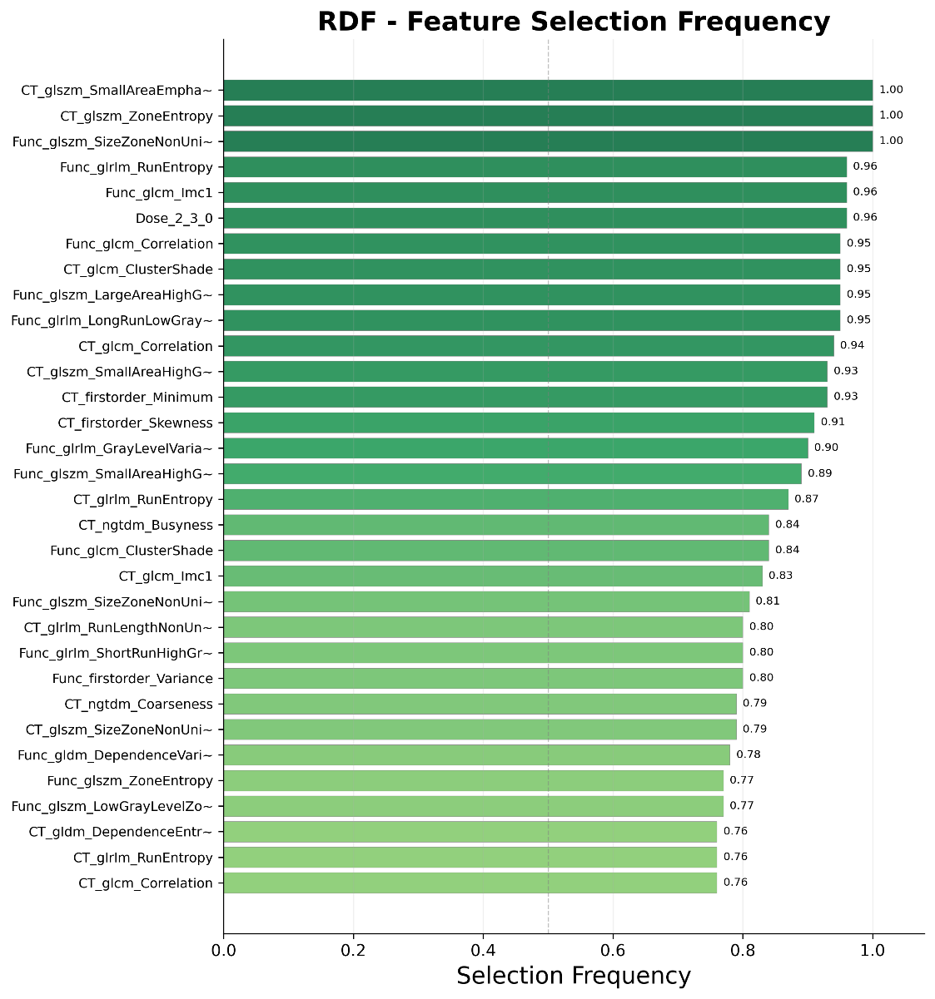 RDF - Feature Selection Frequency
CT_glszm_SmallAreaEmpha~ 1.00
CT_glszm_ZoneEntropy 1.00
Func_glszm_SizeZoneNonUni~ 1.00
Func_glrlm_RunEntropy 0.96
Func_glcm_Imc1 0.96
Dose_2_3_0 0.96
Func_glcm_Correlation 0.95
CT_glcm_ClusterShade 0.95
Func_glszm_LargeAreaHighG~ 0.95
Func_glrlm_LongRunLowGray~ 0.95
CT_glcm_Correlation 0.94
CT_glszm_SmallAreaHighG~ 0.93
CT_firstorder_Minimum 0.93
CT_firstorder_Skewness 0.91
Func_glrlm_GrayLevelVaria~ 0.90
Func_glszm_SmallAreaHighG~ 0.89
CT_glrlm_RunEntropy 0.87
CT_ngtdm_Busyness 0.84
Func_glcm_ClusterShade 0.84
CT_glcm_Imc1 0.83
Func_glszm_SizeZoneNonUni~ 0.81
CT_glrlm_RunLengthNonUn~ 0.80
Func_glrlm_ShortRunHighGr~ 0.80
Func_firstorder_Variance 0.80
CT_ngtdm_Coarseness 0.79
CT_glszm_SizeZoneNonUni~ 0.79
Func_gldm_DependenceVari~ 0.78
Func_glszm_ZoneEntropy 0.77
Func_glszm_LowGrayLevelZo~ 0.77
CT_gldm_DependenceEntr~ 0.76
CT_glrlm_RunEntropy 0.76
CT_glcm_Correlation 0.76
0.0 0.2 0.4 0.6 0.8 1.0
Selection Frequency